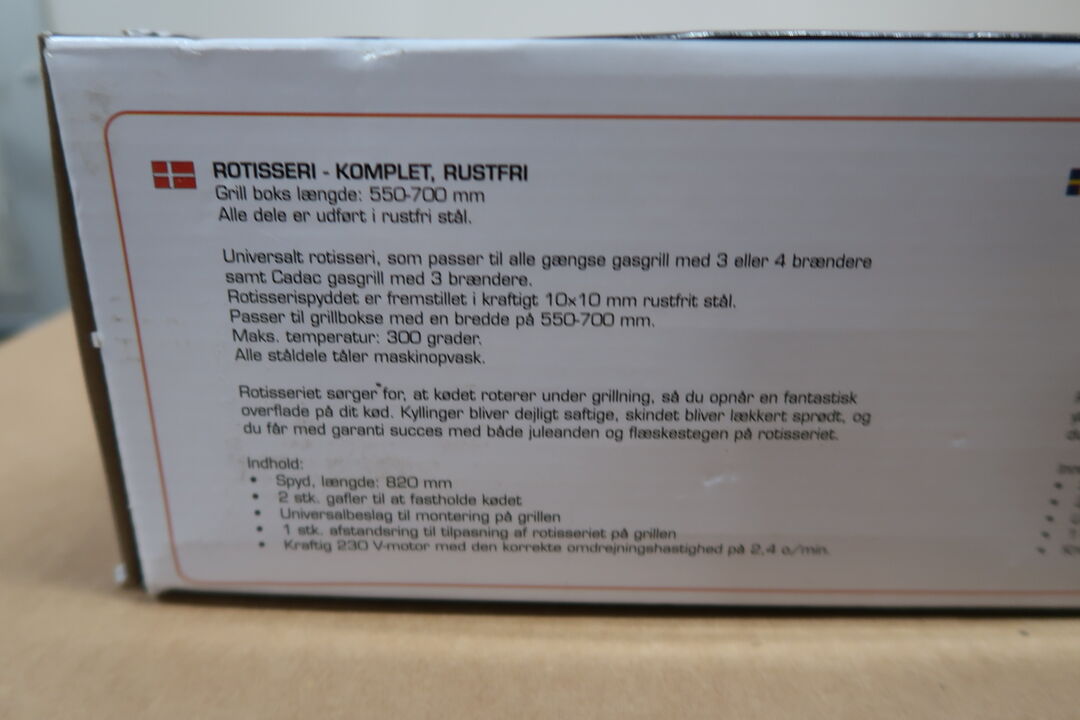 ROTISSERI - KOMPLET, RUSTFRI
Grill boks længde: 550-700 mm
Alle dele er udført i rustfri stål.
Universalt rotisseri, som passer til alle gængse gasgrill med 3 eller 4 brændere
samt Cadac gasgrill med 3 brændere.
Rotisserispyddet er fremstillet i kraftigt 10x10 mm rustfrit stål.
Passer til grillbokse med en bredde på 550-700 mm.
Maks. temperatur: 300 grader.
Alle ståldele tåler maskinopvask.
Rotisseriet sørger for, at kødet roterer under grillning, så du opnår en fantastisk
overflade på dit kød. Kyllinger bliver dejligt saftige, skindet bliver lækkert sprødt, og
du får med garanti succes med både juleanden og flæskestegen på rotisseriet.
Indhold:
• Spyd, længde: 820 mm
• 2 stk. gafler til at fastholde kødet
• Universalbeslag til montering på grillen
• 1 stk. afstandsring til tilpasning af rotisseriet på grillen
• Kraftig 230 V-motor med den korrekte omdrejningshastighed på 2,4 o/min.